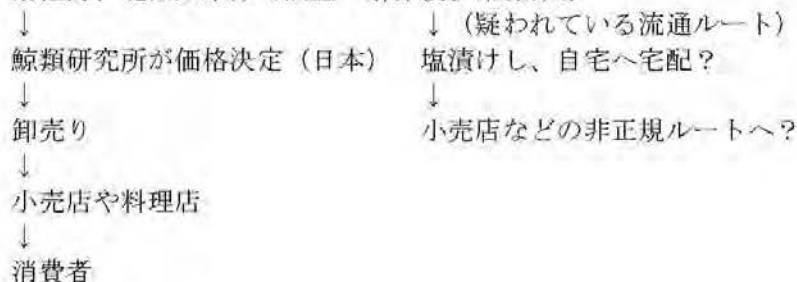 ↓ ↓（疑われている流通ルート）
鯨類研究所が価格決定（日本） 塩漬けし、自宅へ宅配？
↓ ↓
卸売り 小売店などの非正規ルートへ？
↓
小売店や料理店
↓
消費者